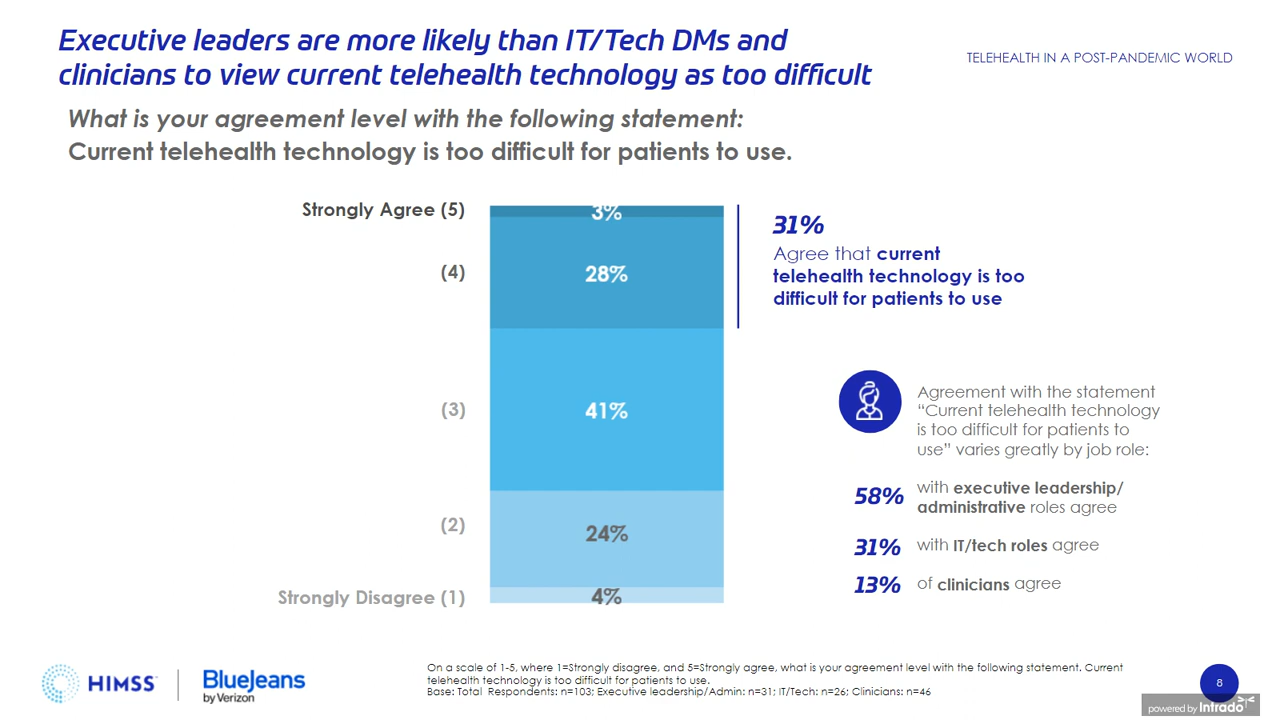 Executive leaders are more likely than IT/Tech DMs and
clinicians to view current telehealth technology as too difficult
TELEHEALTH IN A POST-PANDEMIC WORLD
What is your agreement level with the following statement:
Current telehealth technology is too difficult for patients to use.
Strongly Agree (5)
3%
(4)
28%
(3)
41%
(2)
24%
Strongly Disagree (1)
4%
31%
Agree that current
telehealth technology is too
difficult for patients to use
Agreement with the statement
“Current telehealth technology
is too difficult for patients to
use” varies greatly by job role:
58%
with executive leadership/
administrative roles agree
31%
with IT/tech roles agree
13%
of clinicians agree
HIMSS
BlueJeans
by Verizon
On a scale of 1-5, where 1=Strongly disagree, and 5=Strongly agree, what is your agreement level with the following statement. Current
telehealth technology is too difficult for patients to use.
Base: Total Respondents: n=103; Executive leadership/Admin: n=31; IT/Tech: n=26; Clinicians: n=46
8
powered by Intrado